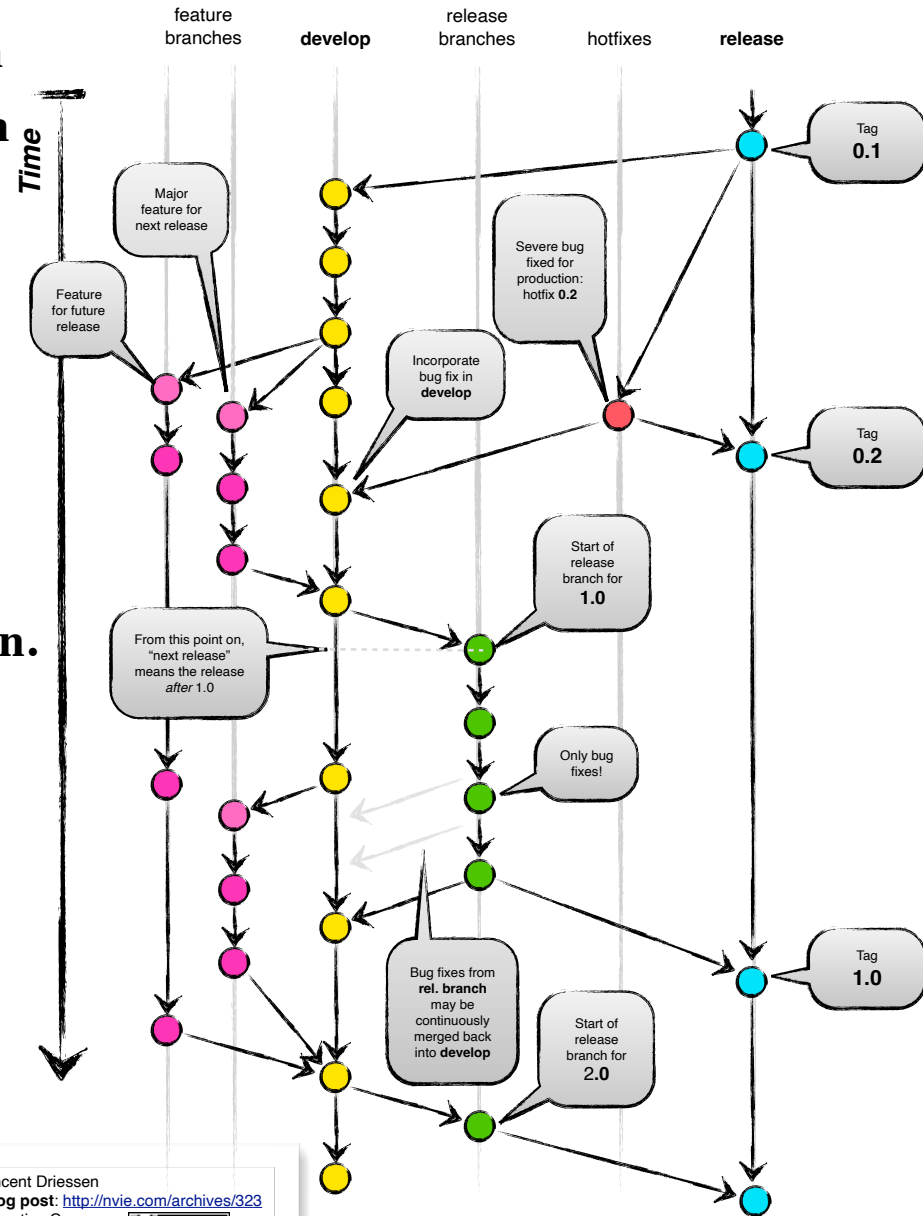 feature
branches
develop
release
branches
hotfixes
release
Time
n
Tag
0.1
Major
feature for
next release
Severe bug
fixed for
production:
hotfix 0.2
Feature
for future
release
Incorporate
bug fix in
develop
Tag
0.2
Start of
release
branch for
1.0
n.
From this point on,
“next release”
means the release
after 1.0
Only bug
fixes!
Tag
1.0
Bug fixes from
rel. branch
may be
continuously
merged back
into develop
Start of
release
branch for
2.0
cent Driessen
og post: http://nvie.com/archives/323